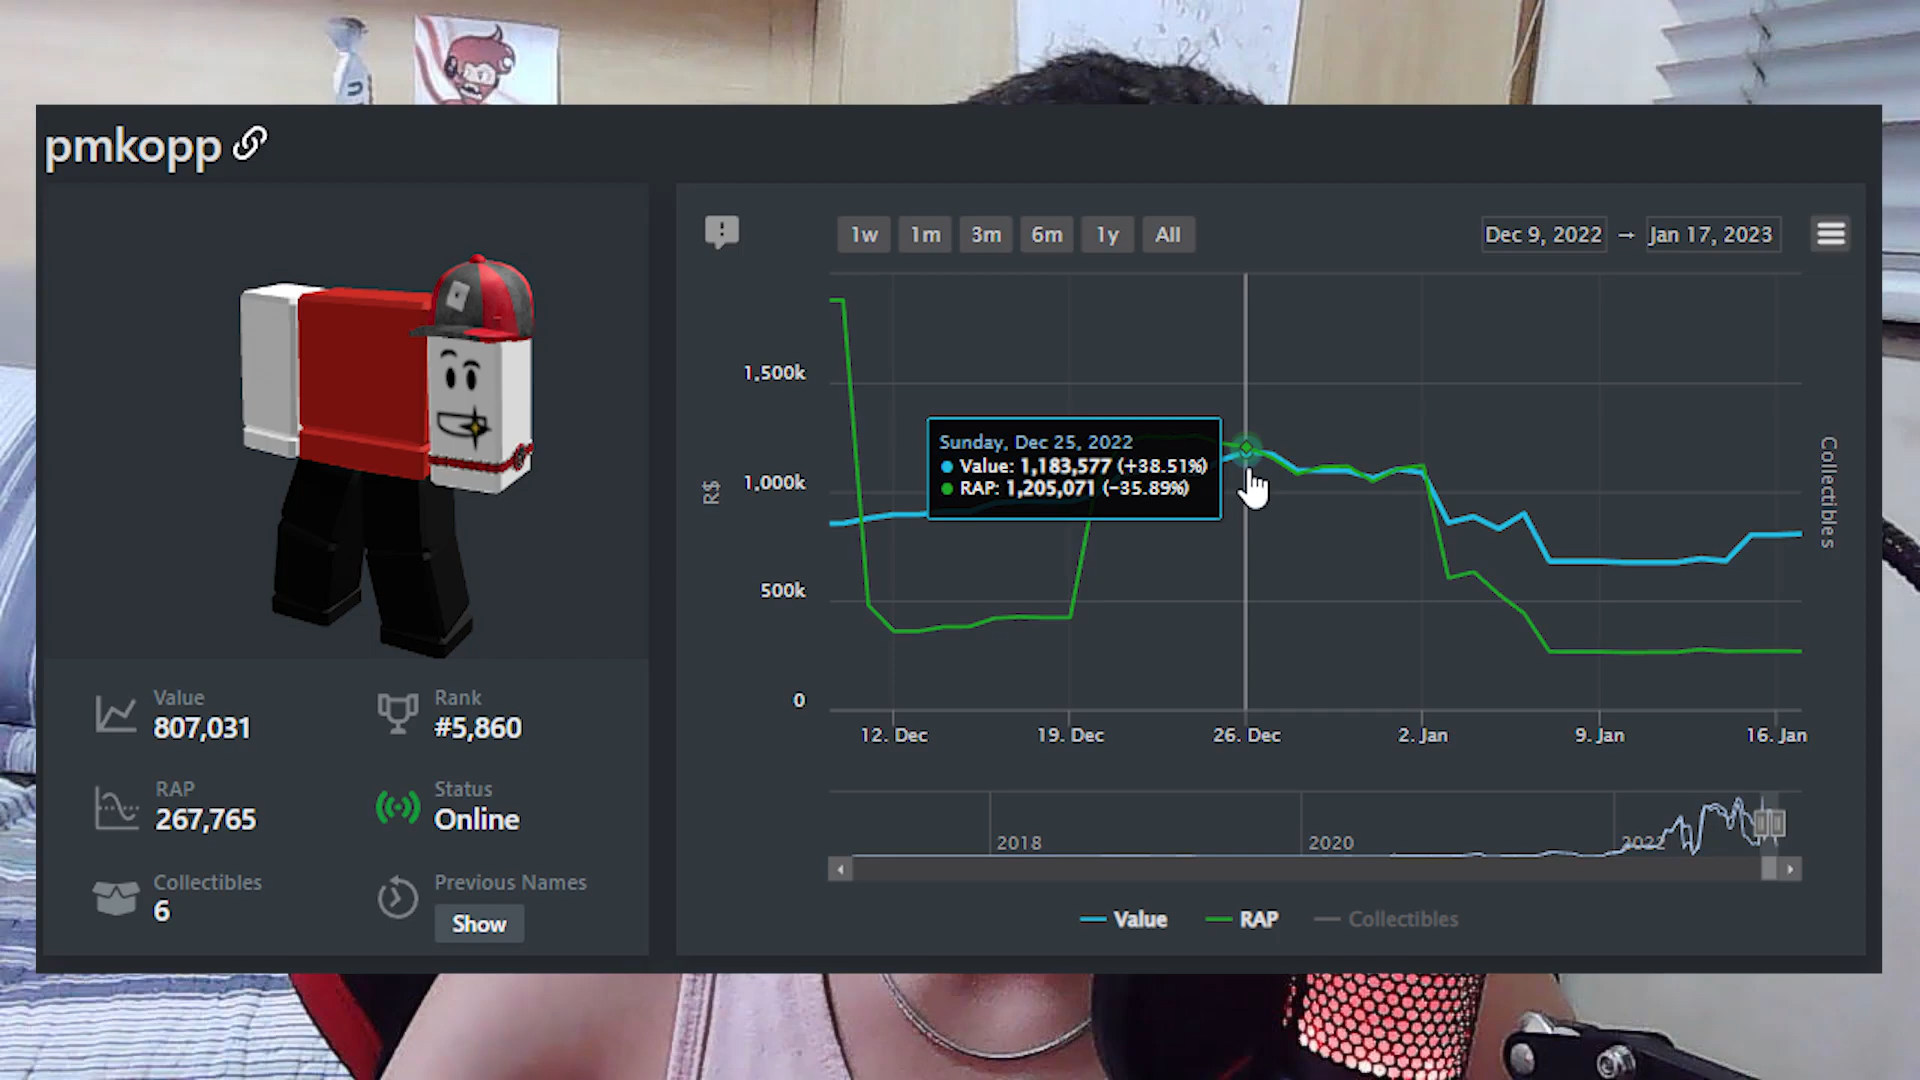 pmkopp
1w 1m 3m 6m 1y All
Dec 9, 2022 → Jan 17, 2023
1,500k
1,000k
500k
0
R$
Collectibles
Sunday, Dec 25, 2022
Value: 1,183,577 (+38.51%)
RAP: 1,205,071 (−35.89%)
12. Dec 19. Dec 26. Dec 2. Jan 9. Jan 16. Jan
2018 2020 2022
Value RAP Collectibles
Value
807,031
Rank
#5,860
RAP
267,765
Status
Online
Collectibles
6
Previous Names
Show